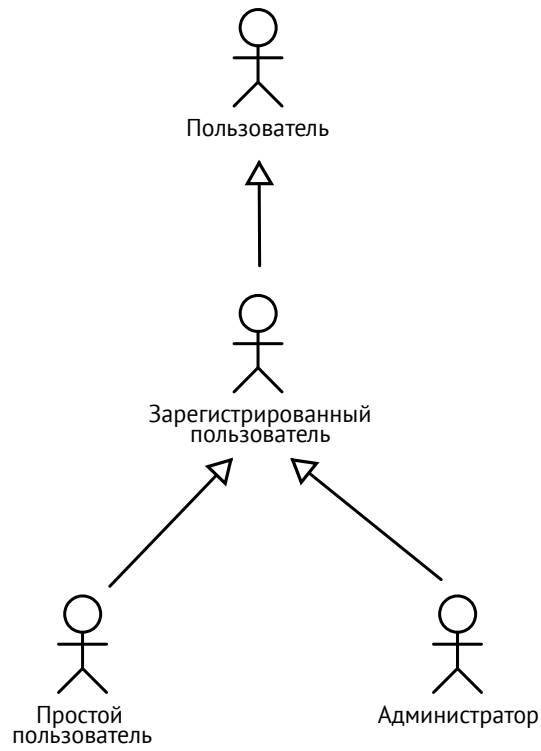 Пользователь
Зарегистрированный
пользователь
Простой
пользователь
Администратор